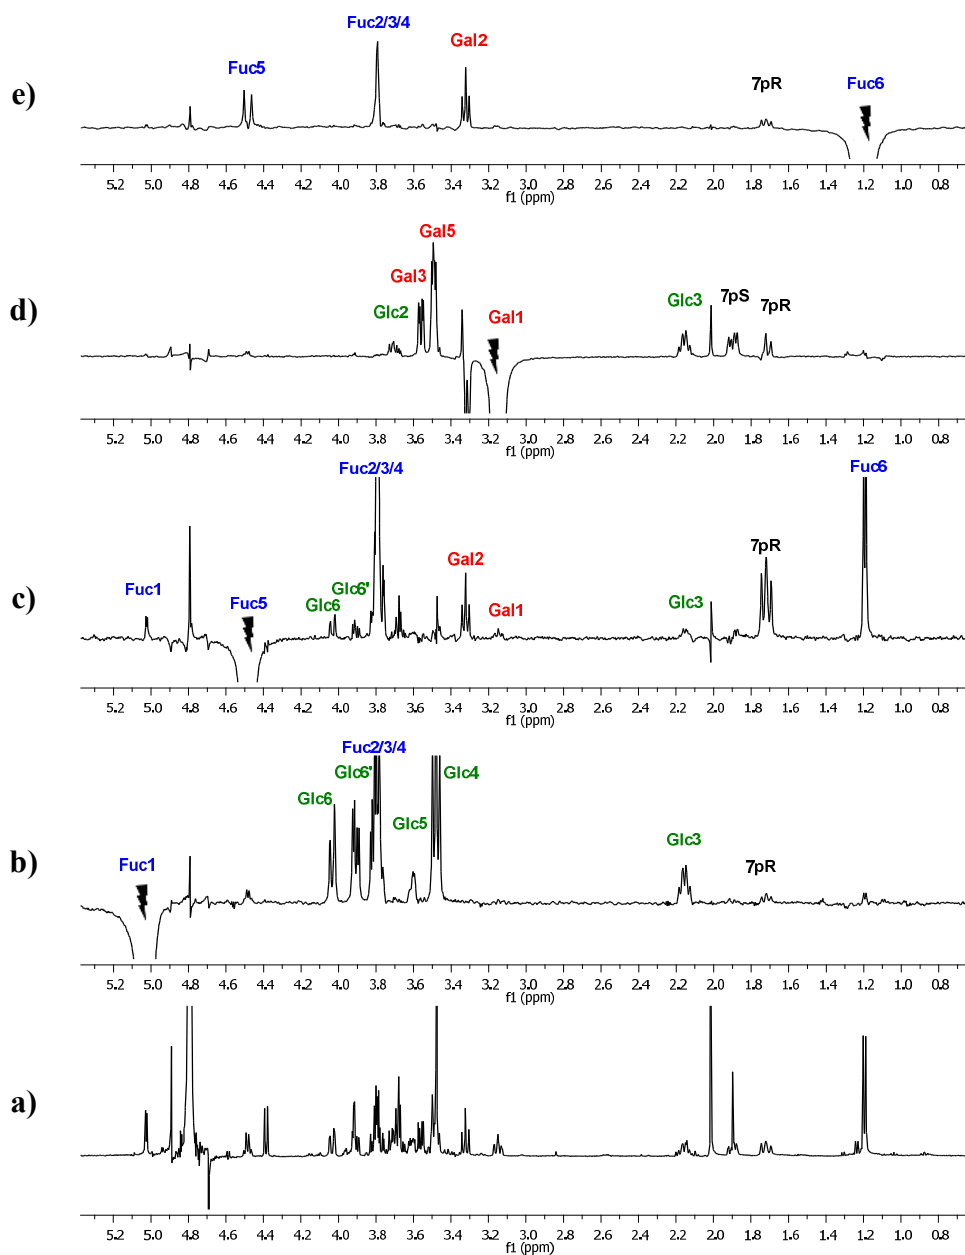 Fuc2/3/4
Gal2
Fuc5
e)
7pR
Fuc6
5.2 5.0 4.8 4.6 4.4 4.2 4.0 3.8 3.6 3.4 3.2 3.0 2.8 2.6 2.4 2.2 2.0 1.8 1.6 1.4 1.2 1.0 0.8
f1 (ppm)
Gal5
Gal3
d)
Glc2
Gal1
Glc3
7pS
7pR
5.2 5.0 4.8 4.6 4.4 4.2 4.0 3.8 3.6 3.4 3.2 3.0 2.8 2.6 2.4 2.2 2.0 1.8 1.6 1.4 1.2 1.0 0.8
f1 (ppm)
Fuc2/3/4
Fuc6
7pR
Gal2
c)
Fuc1
Fuc5
Glc6
Glc6'
Gal1
Glc3
5.2 5.0 4.8 4.6 4.4 4.2 4.0 3.8 3.6 3.4 3.2 3.0 2.8 2.6 2.4 2.2 2.0 1.8 1.6 1.4 1.2 1.0 0.8
f1 (ppm)
Fuc2/3/4
Glc6'
Glc4
Glc6
Glc5
Glc3
b)
Fuc1
7pR
5.2 5.0 4.8 4.6 4.4 4.2 4.0 3.8 3.6 3.4 3.2 3.0 2.8 2.6 2.4 2.2 2.0 1.8 1.6 1.4 1.2 1.0 0.8
f1 (ppm)
a)
5.2 5.0 4.8 4.6 4.4 4.2 4.0 3.8 3.6 3.4 3.2 3.0 2.8 2.6 2.4 2.2 2.0 1.8 1.6 1.4 1.2 1.0 0.8
f1 (ppm)